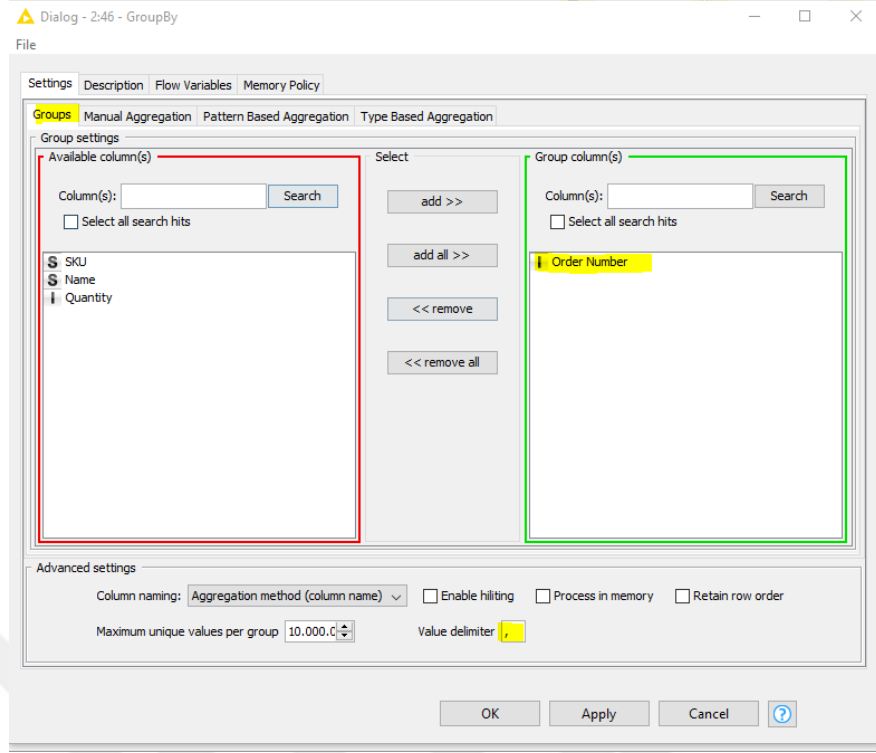 Dialog - 2:46 - GroupBy
File
Settings Description Flow Variables Memory Policy
Groups Manual Aggregation Pattern Based Aggregation Type Based Aggregation
Group settings
Available column(s) Select Group column(s)
Column(s): Search add >> Column(s): Search
Select all search hits Select all search hits
S SKU add all >> I Order Number
S Name
I Quantity
<< remove
<< remove all
Advanced settings
Column naming: Aggregation method (column name) Enable hiliting Process in memory Retain row order
Maximum unique values per group 10.000.0 Value delimiter ,
OK Apply Cancel ?